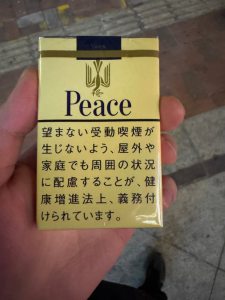 Peace
望まない受動喫煙が
生じないよう、屋外や
家庭でも周囲の状況
に配慮することが、健
康増進法上、義務付
けられています。